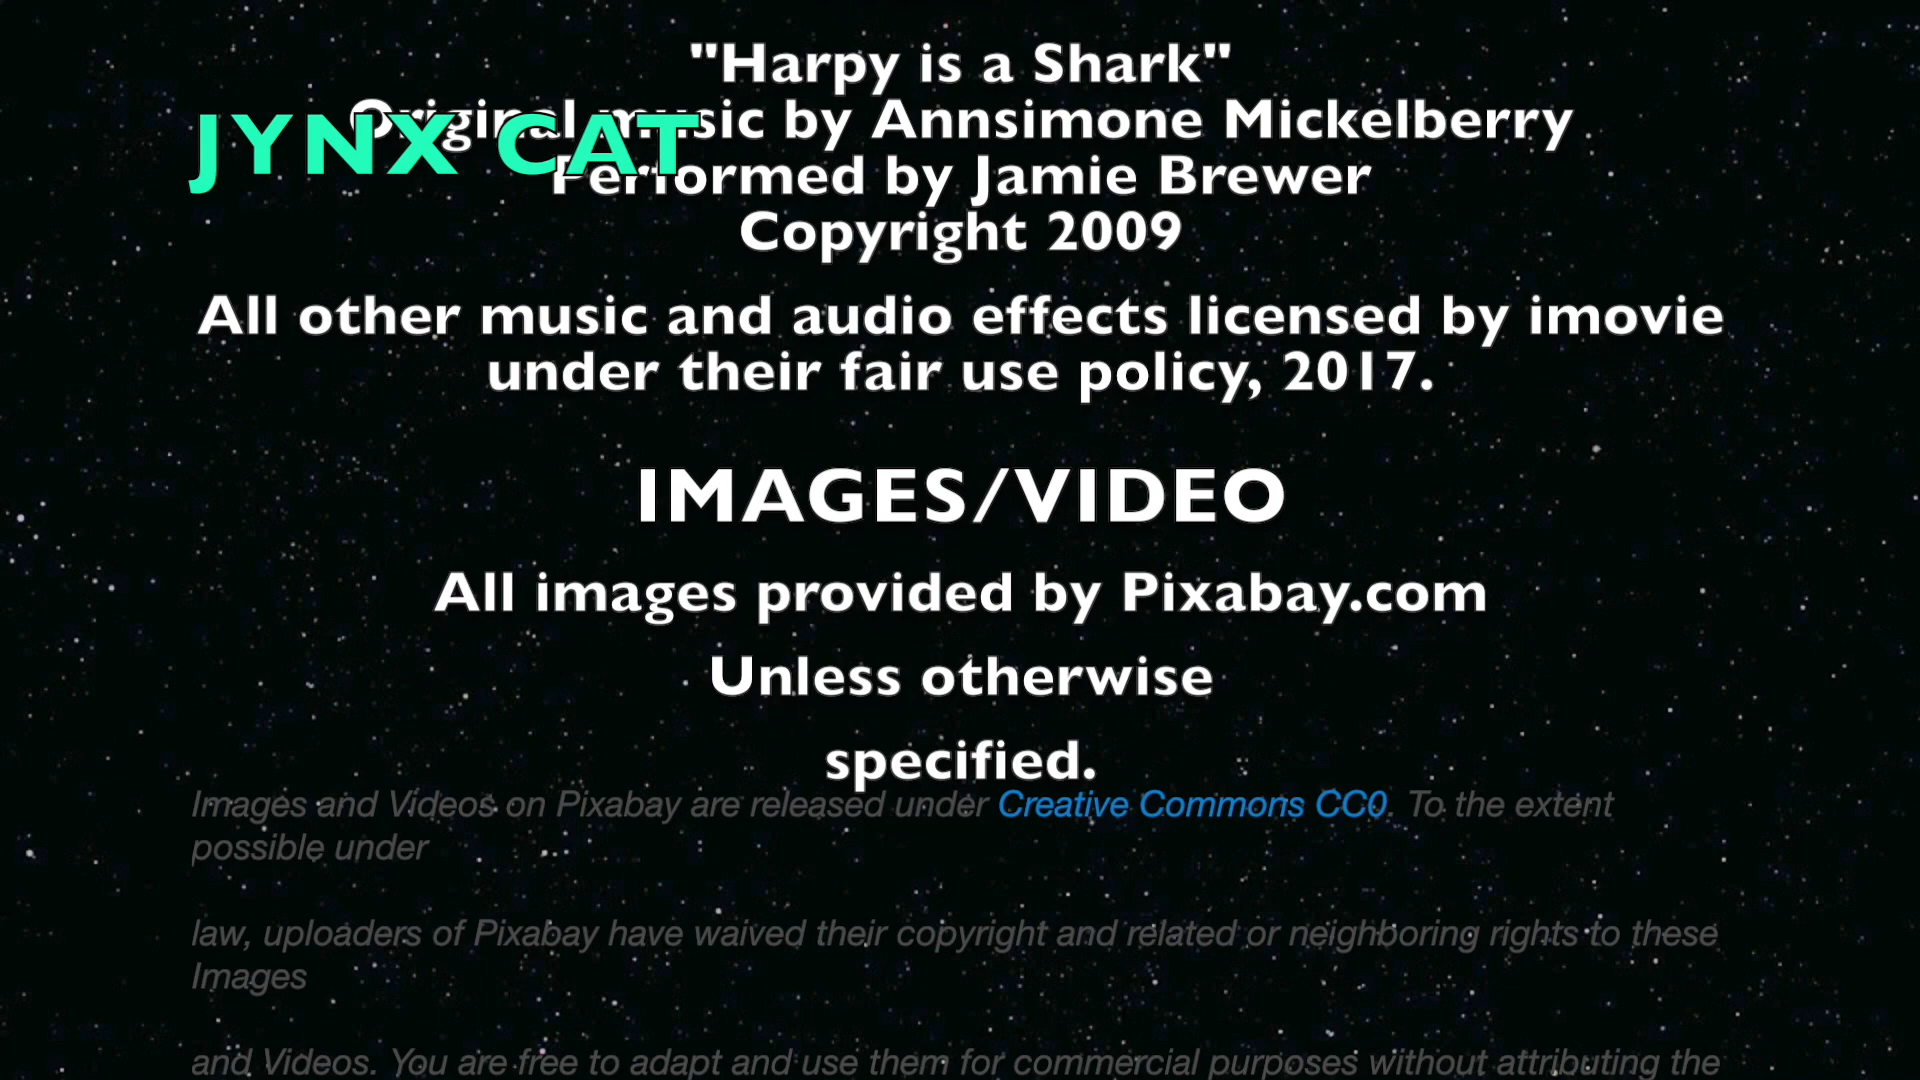 "Harpy is a Shark"
Original music by Annsimone Mickelberry
JYNX CAT
Performed by Jamie Brewer
Copyright 2009
All other music and audio effects licensed by imovie
under their fair use policy, 2017.
IMAGES/VIDEO
All images provided by Pixabay.com
Unless otherwise
specified.
Images and Videos on Pixabay are released under Creative Commons CC0. To the extent
possible under
law, uploaders of Pixabay have waived their copyright and related or neighboring rights to these
Images
and Videos. You are free to adapt and use them for commercial purposes without attributing the